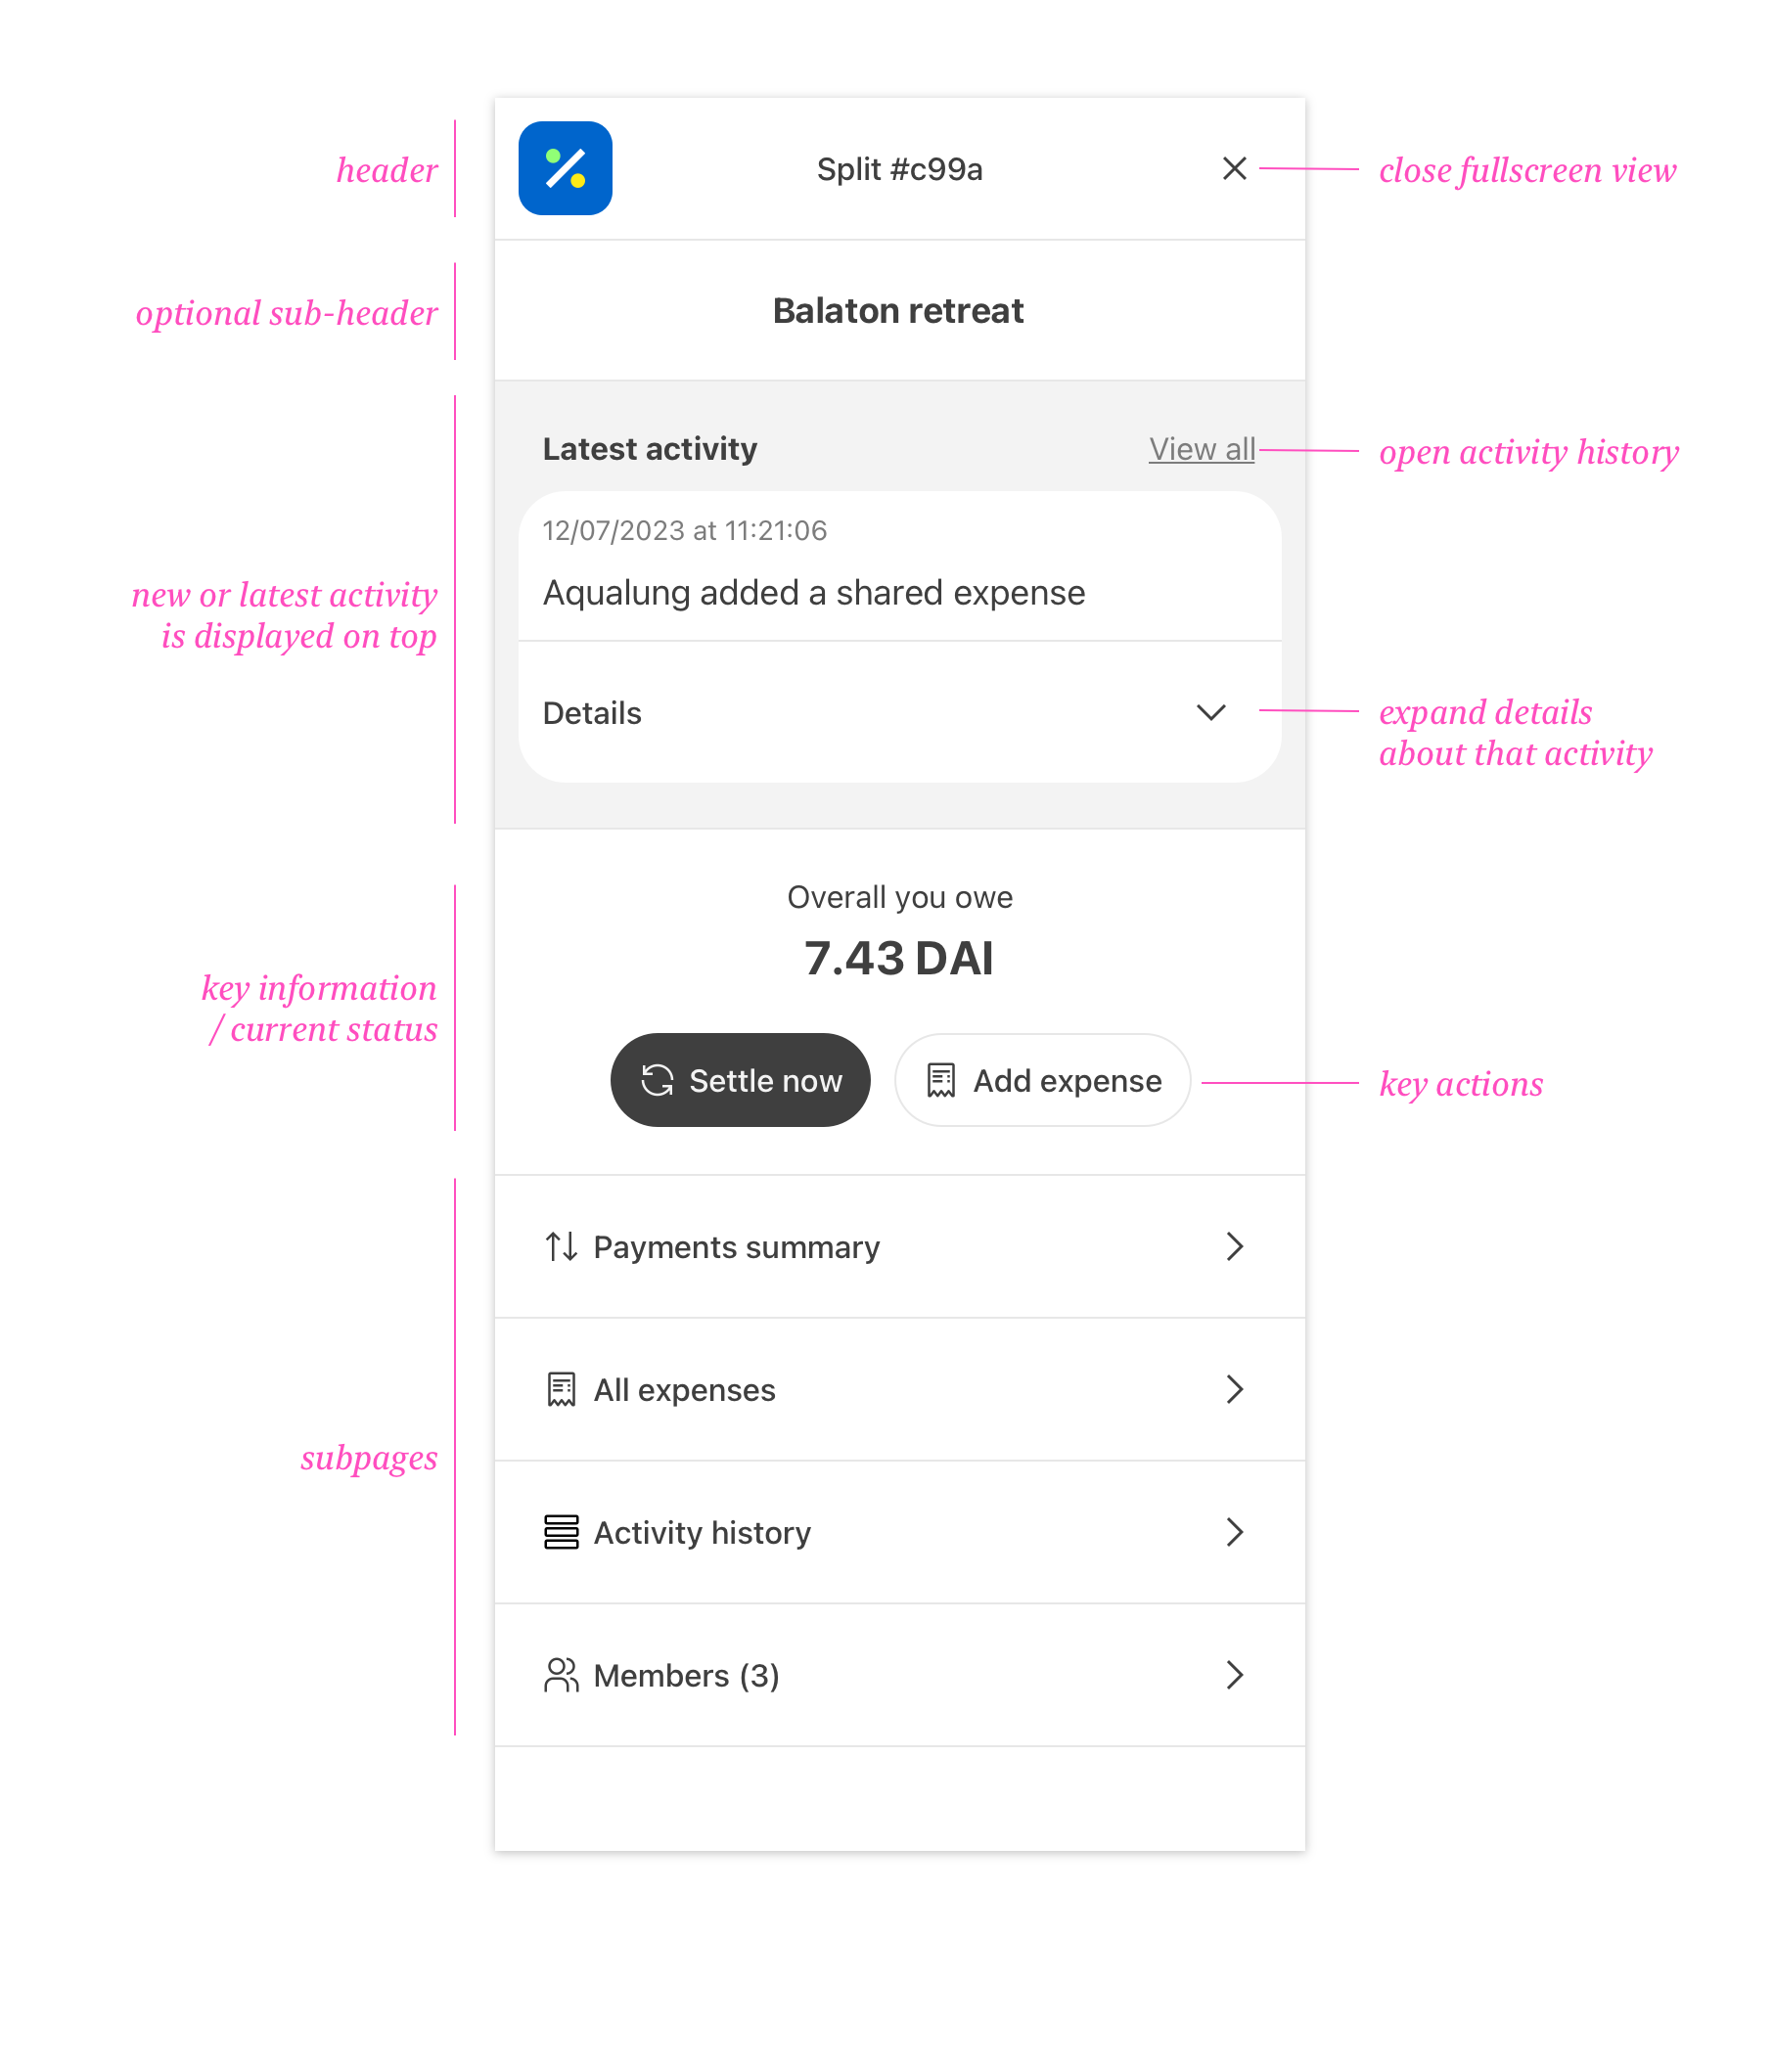 header
Split #c99a
close fullscreen view
optional sub-header
Balaton retreat
Latest activity
View all
open activity history
12/07/2023 at 11:21:06
Aqualung added a shared expense
new or latest activity
is displayed on top
Details
expand details
about that activity
Overall you owe
7.43 DAI
key information
/ current status
Settle now
Add expense
key actions
Payments summary
All expenses
subpages
Activity history
Members (3)